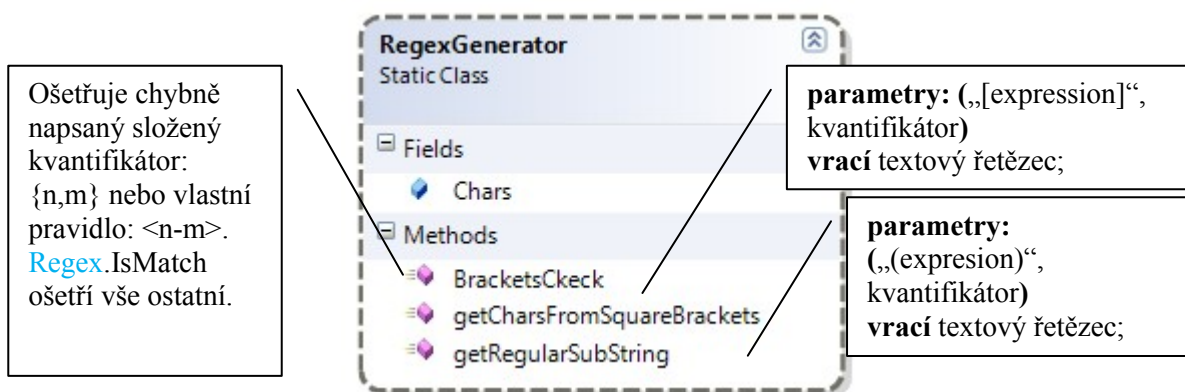 RegexGenerator
Static Class
Fields
Chars
Methods
BracketsCkeck
getCharsFromSquareBrackets
getRegularSubString
Ošetřuje chybně
napsaný složený
kvantifikátor:
{n,m} nebo vlastní
pravidlo: <n-m>.
Regex.IsMatch
ošetří vše ostatní.
parametry: („[expression]“,
kvantifikátor)
vrací textový řetězec;
parametry:
(„(expresion)“,
kvantifikátor)
vrací textový řetězec;